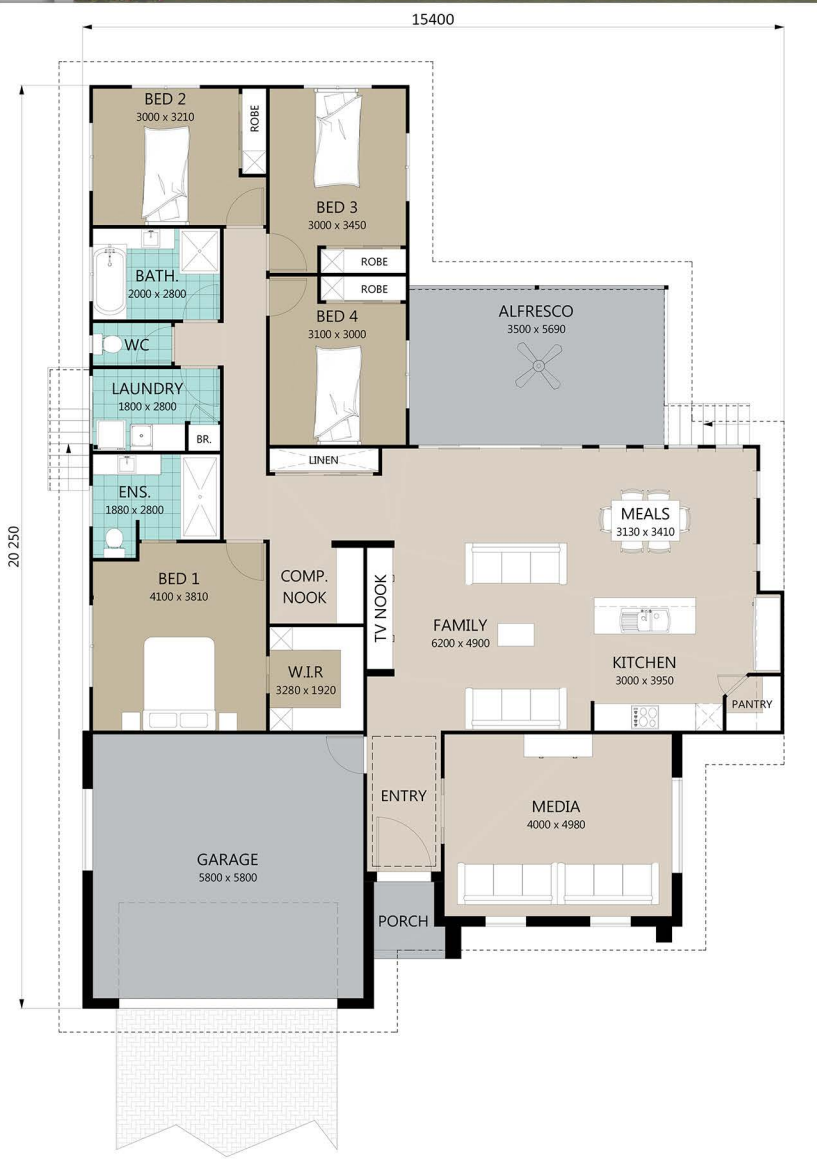 15400
BED 2
3000 x 3210
ROBE
BED 3
3000 x 3450
ROBE
BATH.
2000 x 2800
ROBE
BED 4
3100 x 3000
ALFRESCO
3500 x 5690
WC
LAUNDRY
1800 x 2800
BR.
LINEN
ENS.
1880 x 2800
MEALS
3130 x 3410
20 250
BED 1
4100 x 3810
COMP.
NOOK
TV NOOK
FAMILY
6200 x 4900
KITCHEN
3000 x 3950
W.I.R
3280 x 1920
PANTRY
ENTRY
MEDIA
4000 x 4980
GARAGE
5800 x 5800
PORCH